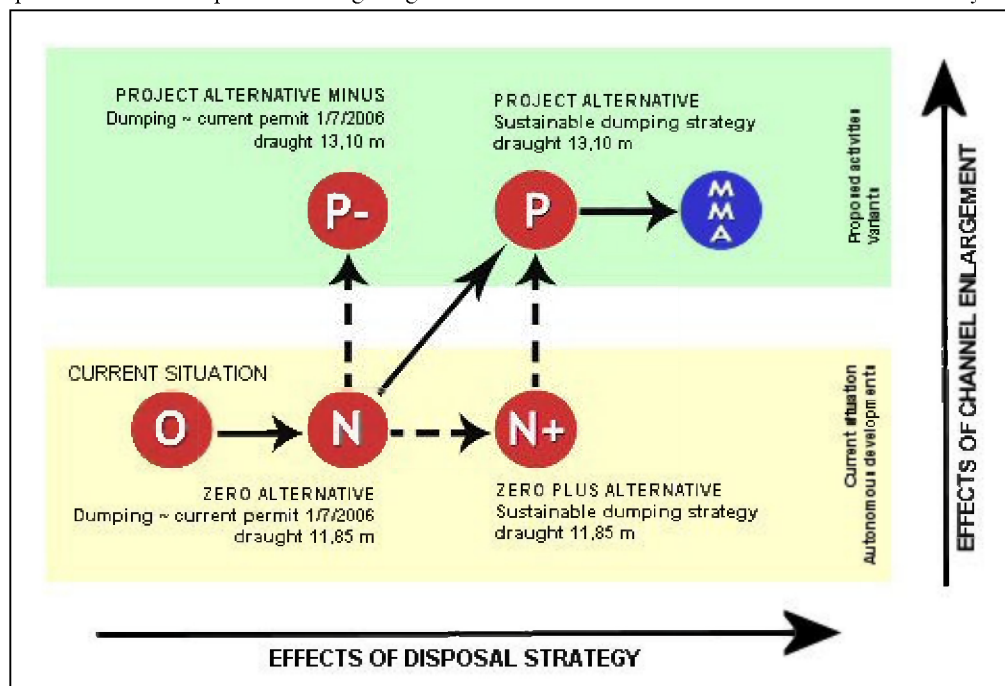 PROJECT ALTERNATIVE MINUS
Dumping ~ current permit 1/7/2006
draught 13,10 m
PROJECT ALTERNATIVE
Sustainable dumping strategy
draught 13,10 m
P-
P
M
M
A
Proposed activities
Variants
CURRENT SITUATION
O
N
N+
ZERO ALTERNATIVE
Dumping ~ current permit 1/7/2006
draught 11,85 m
ZERO PLUS ALTERNATIVE
Sustainable dumping strategy
draught 11,85 m
Current situation
Autonomous developments
EFFECTS OF CHANNEL ENLARGEMENT
EFFECTS OF DISPOSAL STRATEGY